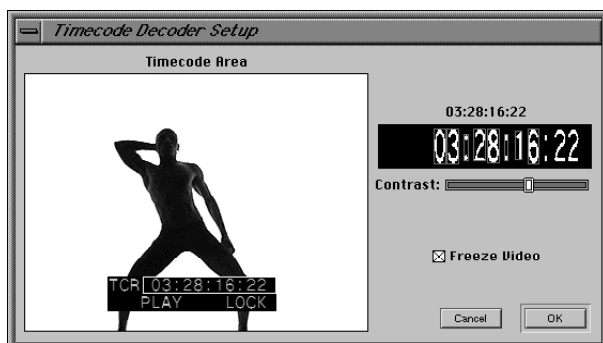 Timecode Decoder Setup
Timecode Area
03:28:16:22
03:28:16:22
Contrast:
Freeze Video
TCR 03:28:16:22
PLAY LOCK
Cancel OK